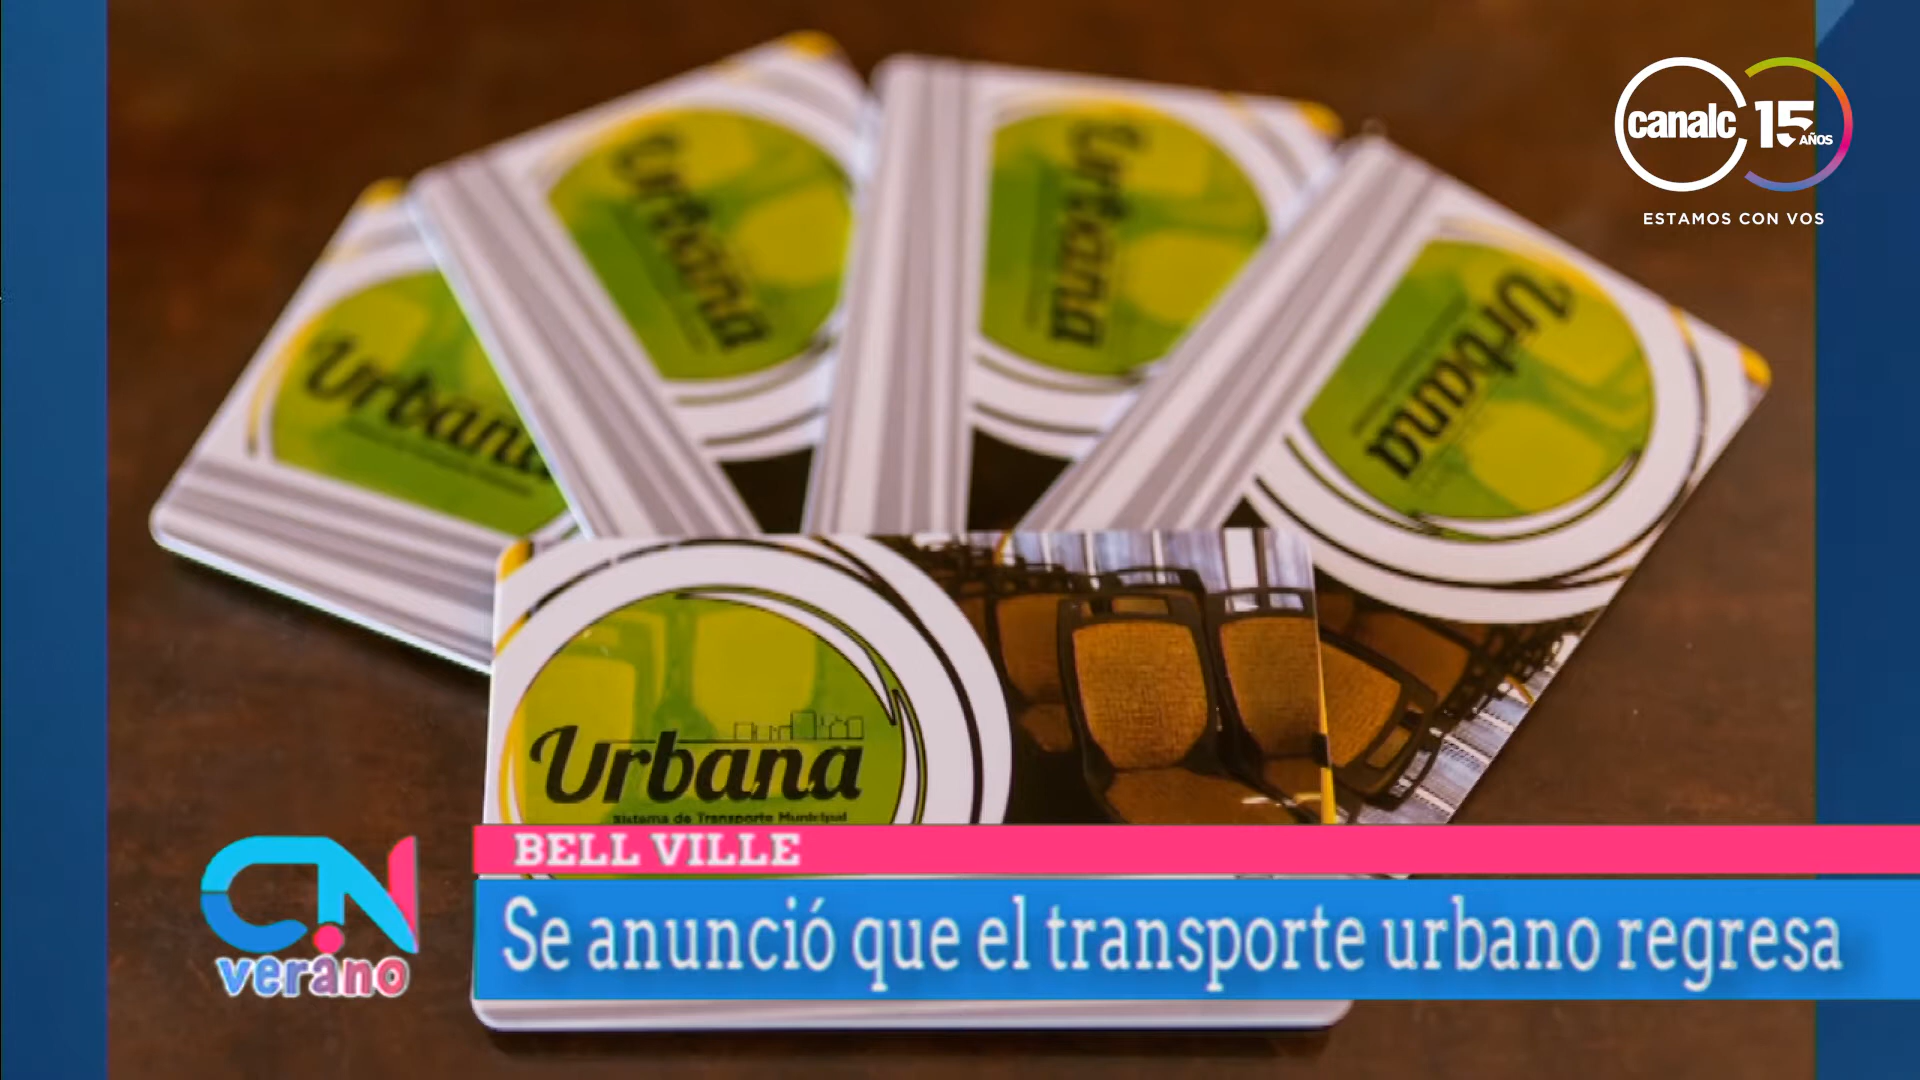 canalc 15 AÑOS
ESTAMOS CON VOS
Urbana
Urbana
Urbana
Urbana
Urbana
Sistema de Transporte Municipal
BELL VILLE
CN
verano
Se anunció que el transporte urbano regresa